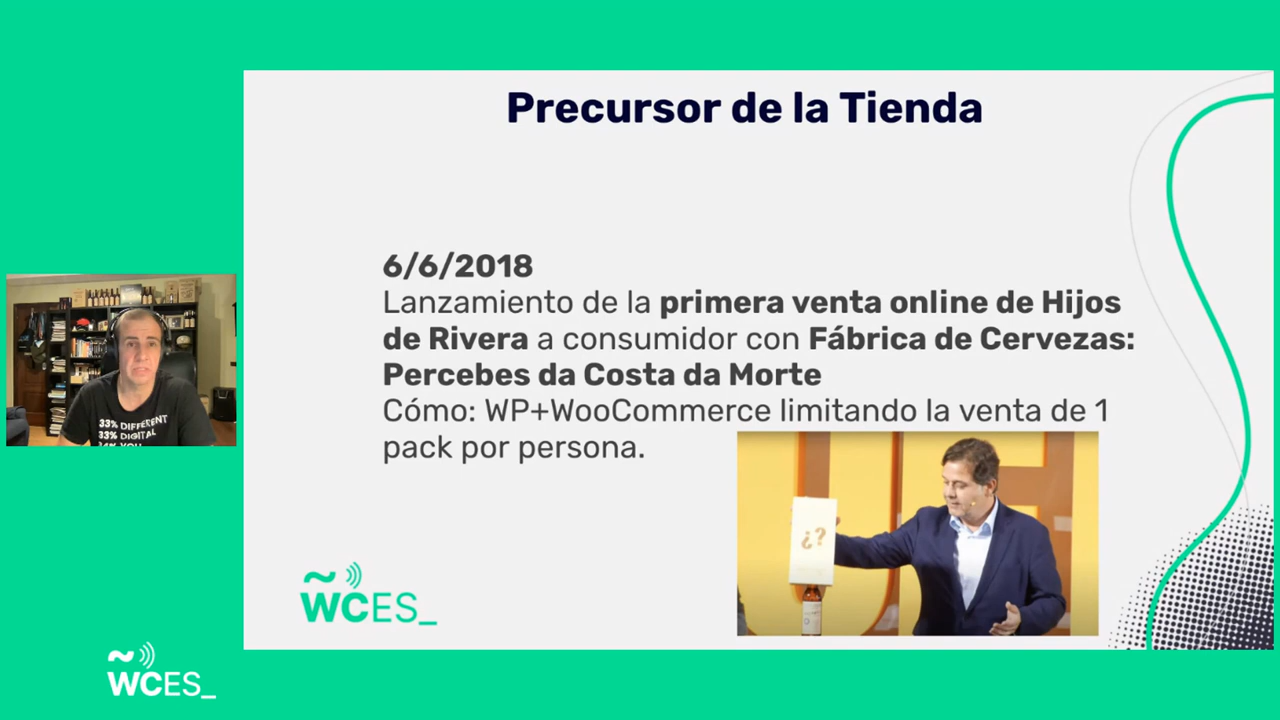 Precursor de la Tienda
6/6/2018
Lanzamiento de la primera venta online de Hijos
de Rivera a consumidor con Fábrica de Cervezas:
Percebes da Costa da Morte
Cómo: WP+WooCommerce limitando la venta de 1
pack por persona.
¿?
33% DIFFERENT
33% DIGITAL
34% YOU
WCES_
WCES_